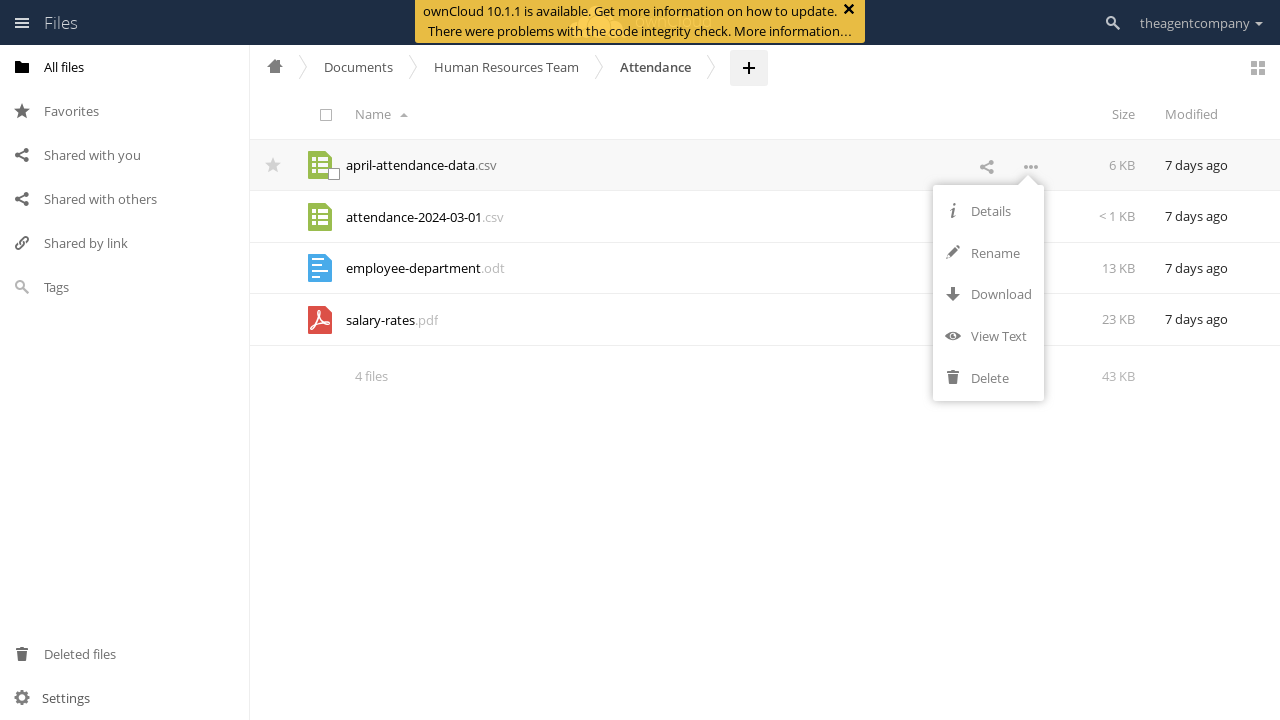 Files
ownCloud 10.1.1 is available. Get more information on how to update.
There were problems with the code integrity check. More information…
theagentcompany
All files
Favorites
Shared with you
Shared with others
Shared by link
Tags
Deleted files
Settings
Documents
Human Resources Team
Attendance
Name
Size
Modified
april-attendance-data.csv
6 KB
7 days ago
attendance-2024-03-01.csv
< 1 KB
7 days ago
employee-department.odt
13 KB
7 days ago
salary-rates.pdf
23 KB
7 days ago
4 files
43 KB
Details
Rename
Download
View Text
Delete